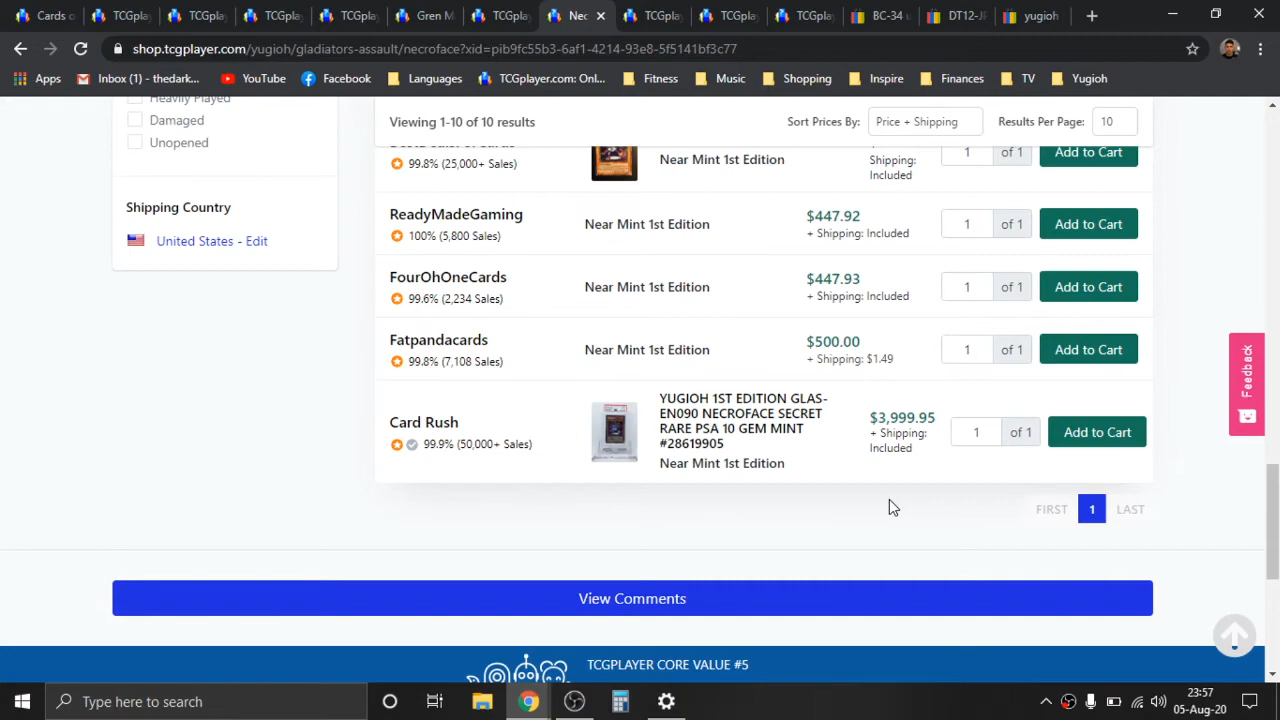 Cards o
TCGPl
TCGPl
TCGPla
TCGPla
Gren M
TCGPla
Nec
TCGPla
TCGPla
TCGPla
BC-34 u
DT12-JP
yugioh
shop.tcgplayer.com/yugioh/gladiators-assault/necroface?xid=pib9fc55b3-6af1-4214-93e8-5f5141bf3c77
Apps
Inbox (1) - thedark...
YouTube
Facebook
Languages
TCGplayer.com: Onl...
Fitness
Music
Shopping
Inspire
Finances
TV
Yugioh
Heavily Played
Damaged
Unopened
Shipping Country
United States - Edit
Viewing 1-10 of 10 results
Sort Prices By:
Price + Shipping
Results Per Page:
10
99.8% (25,000+ Sales)
Near Mint 1st Edition
Shipping:
Included
1
of 1
Add to Cart
ReadyMadeGaming
100% (5,800 Sales)
Near Mint 1st Edition
$447.92
+ Shipping: Included
1
of 1
Add to Cart
FourOhOneCards
99.6% (2,234 Sales)
Near Mint 1st Edition
$447.93
+ Shipping: Included
1
of 1
Add to Cart
Fatpandacards
99.8% (7,108 Sales)
Near Mint 1st Edition
$500.00
+ Shipping: $1.49
1
of 1
Add to Cart
Card Rush
99.9% (50,000+ Sales)
YUGIOH 1ST EDITION GLAS-
EN090 NECROFACE SECRET
RARE PSA 10 GEM MINT
#28619905
Near Mint 1st Edition
$3,999.95
+ Shipping:
Included
1
of 1
Add to Cart
FIRST
1
LAST
Feedback
View Comments
TCGPLAYER CORE VALUE #5
Type here to search
23:57
05-Aug-20